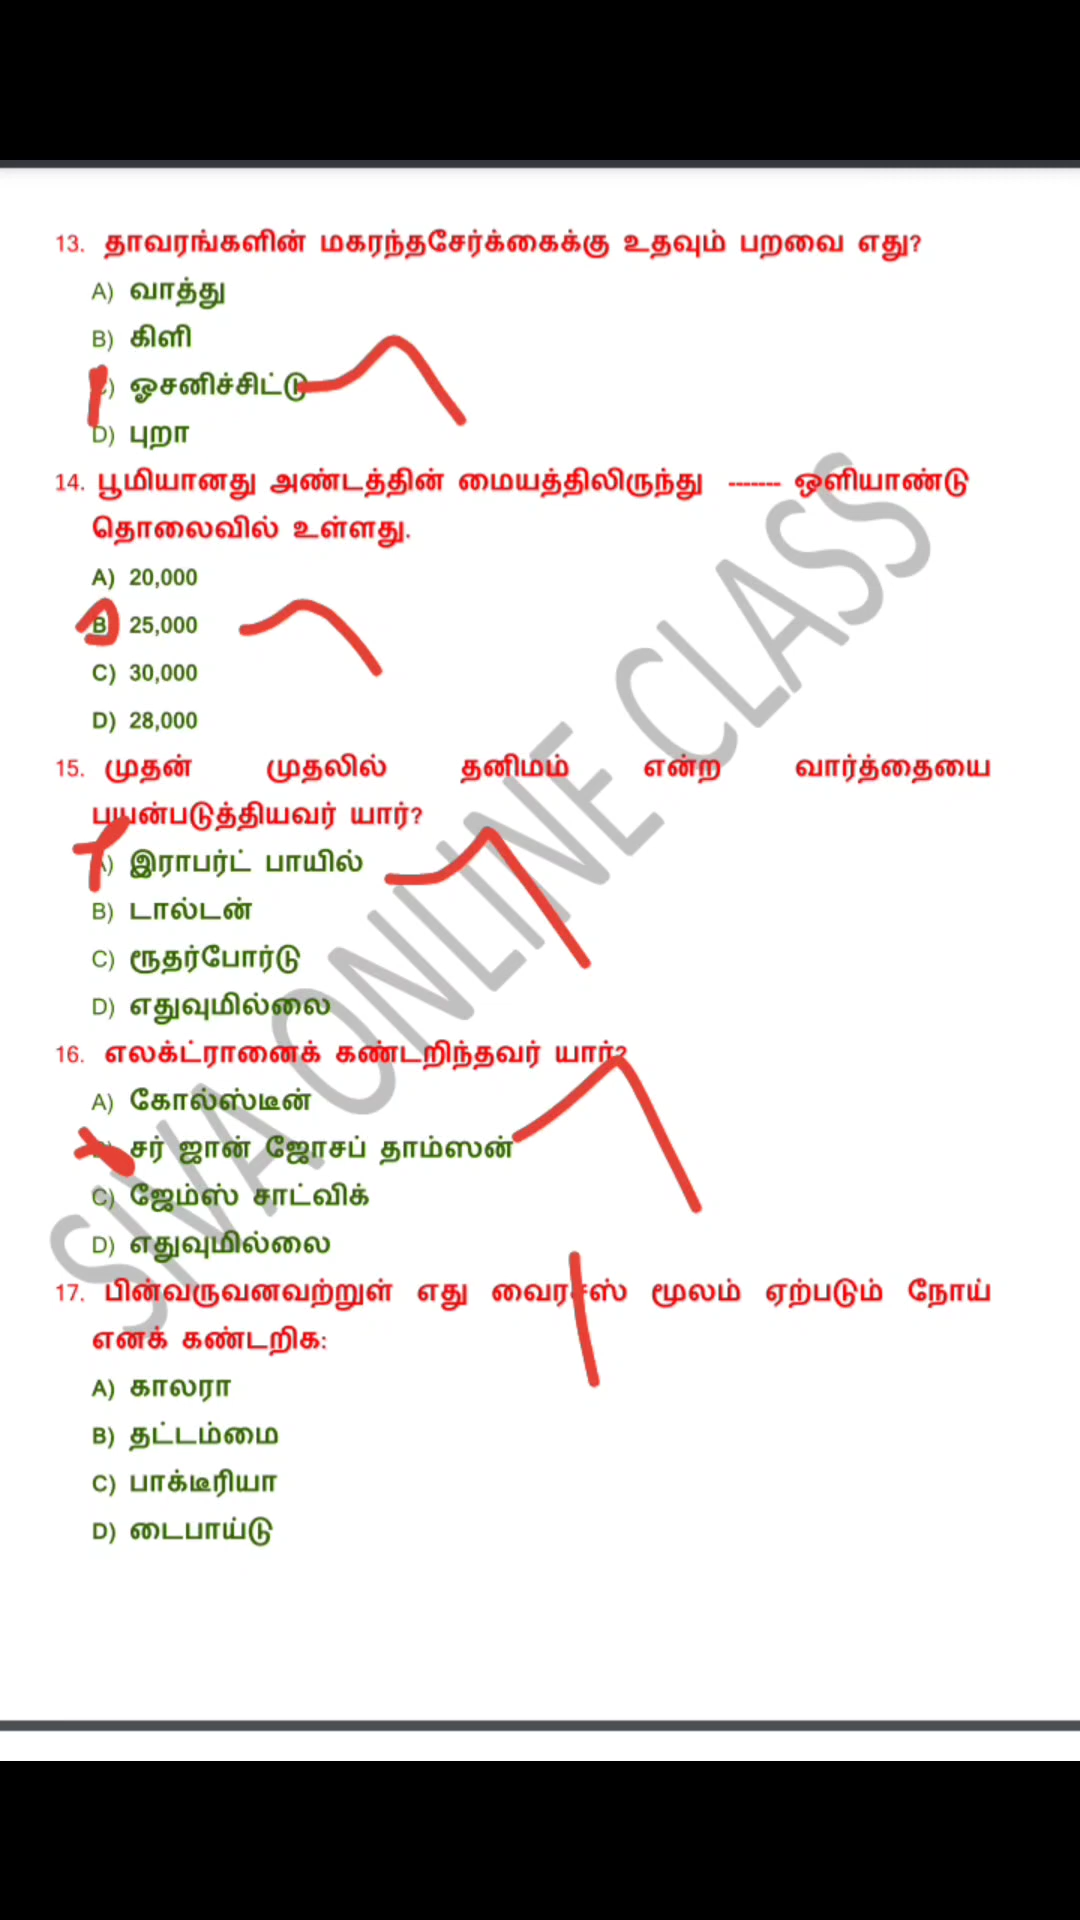 13. தாவரங்களின் மகரந்தசேர்க்கைக்கு உதவும் பறவை எது?
A) வாத்து
B) கிளி
C) ஓசனிச்சிட்டு
D) புறா
14. பூமியானது அண்டத்தின் மையத்திலிருந்து ------- ஒளியாண்டு
தொலைவில் உள்ளது.
A) 20,000
B) 25,000
C) 30,000
D) 28,000
15. முதன் முதலில் தனிமம் என்ற வார்த்தையை
பயன்படுத்தியவர் யார்?
A) இராபர்ட் பாயில்
B) டால்டன்
C) ரூதர்போர்டு
D) எதுவுமில்லை
16. எலக்ட்ரானைக் கண்டறிந்தவர் யார்?
A) கோல்ஸ்டீன்
B) சர் ஜான் ஜோசப் தாம்ஸன்
C) ஜேம்ஸ் சாட்விக்
D) எதுவுமில்லை
17. பின்வருவனவற்றுள் எது வைரஸ் மூலம் ஏற்படும் நோய்
எனக் கண்டறிக:
A) காலரா
B) தட்டம்மை
C) பாக்டீரியா
D) டைபாய்டு
SIVA ONLINE CLASS